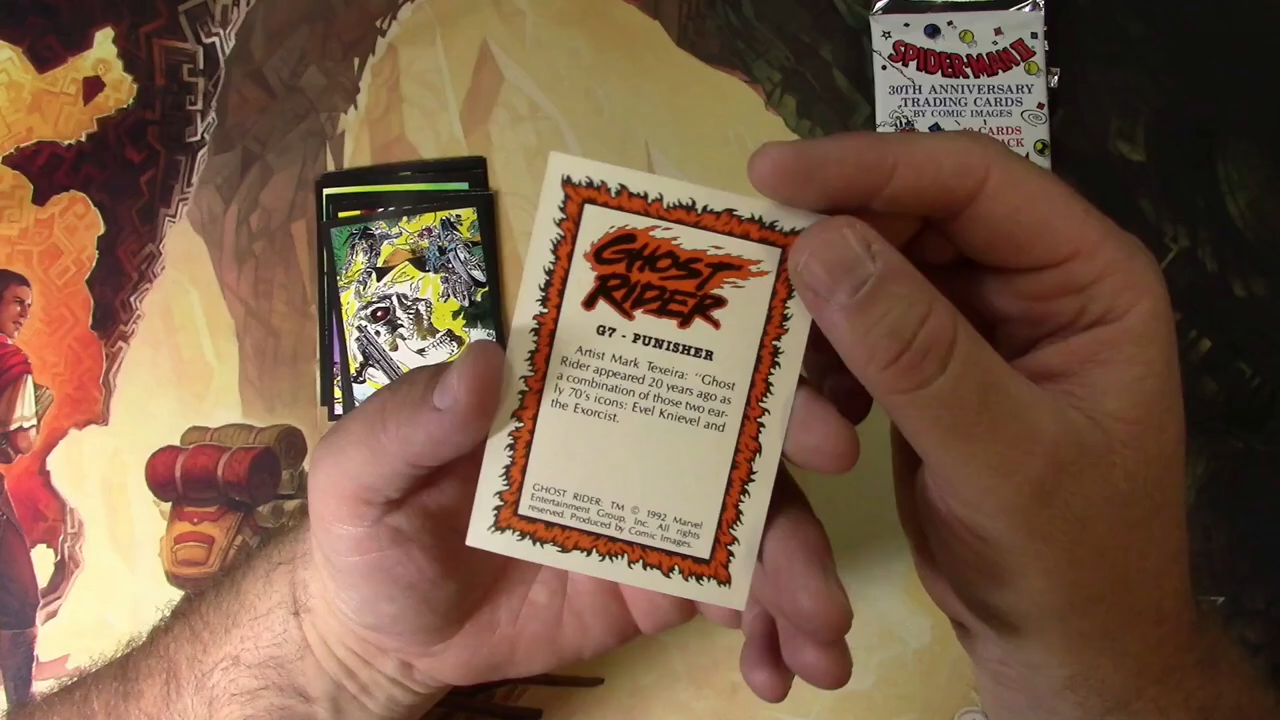 SPIDER-MAN II
30TH ANNIVERSARY
TRADING CARDS
BY COMIC IMAGES
CARDS
GHOST
RIDER
G7 - PUNISHER
Artist Mark Texeira: "Ghost
Rider appeared 20 years ago as
a combination of those two ear-
ly 70's icons: Evel Knievel and
the Exorcist.
GHOST RIDER: TM © 1992 Marvel
Entertainment Group, Inc. All rights
reserved. Produced by Comic Images.